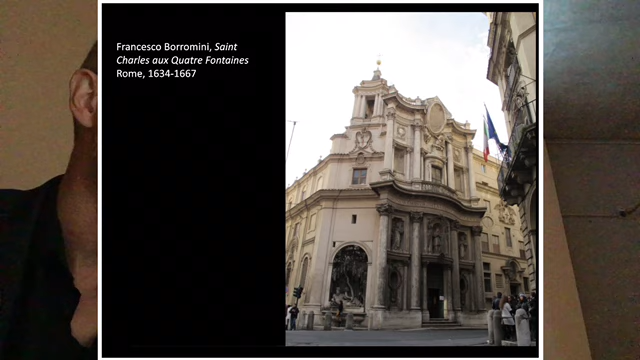 Francesco Borromini, Saint
Charles aux Quatre Fontaines
Rome, 1634-1667